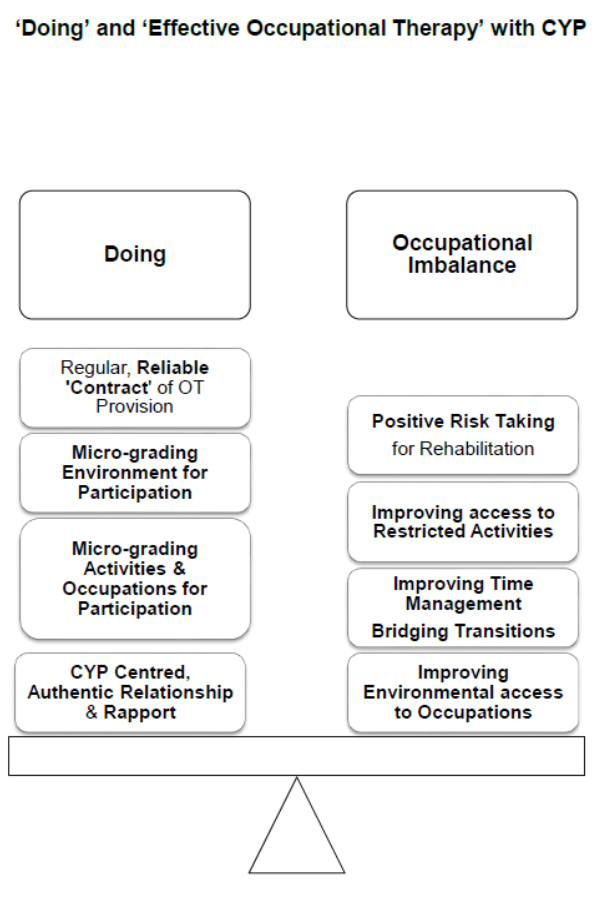 ‘Doing’ and ‘Effective Occupational Therapy’ with CYP
Doing
Regular, Reliable
'Contract' of OT
Provision
Micro-grading
Environment for
Participation
Micro-grading
Activities &
Occupations for
Participation
CYP Centred,
Authentic Relationship
& Rapport
Occupational
Imbalance
Positive Risk Taking
for Rehabilitation
Improving access to
Restricted Activities
Improving Time
Management
Bridging Transitions
Improving
Environmental access
to Occupations